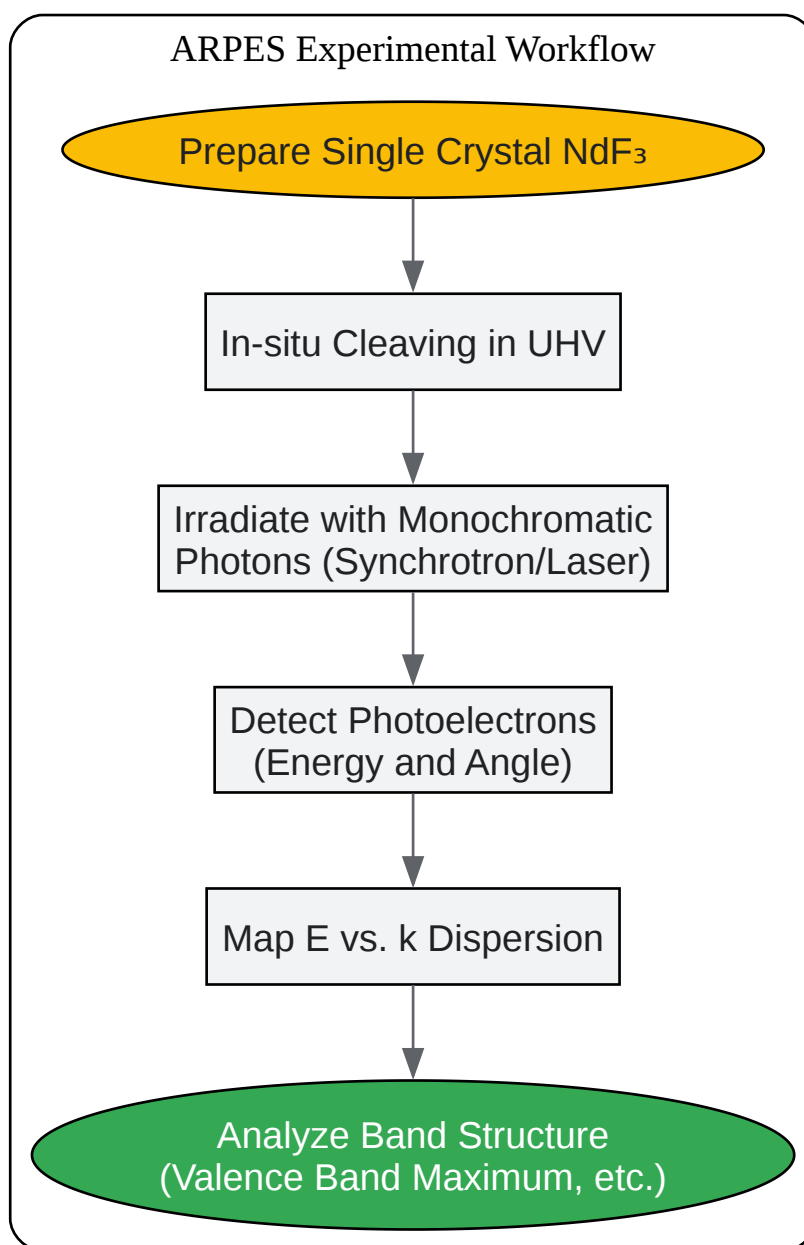 ARPES Experimental Workflow
Prepare Single Crystal NdF₃
In-situ Cleaving in UHV
Irradiate with Monochromatic
Photons (Synchrotron/Laser)
Detect Photoelectrons
(Energy and Angle)
Map E vs. k Dispersion
Analyze Band Structure
(Valence Band Maximum, etc.)